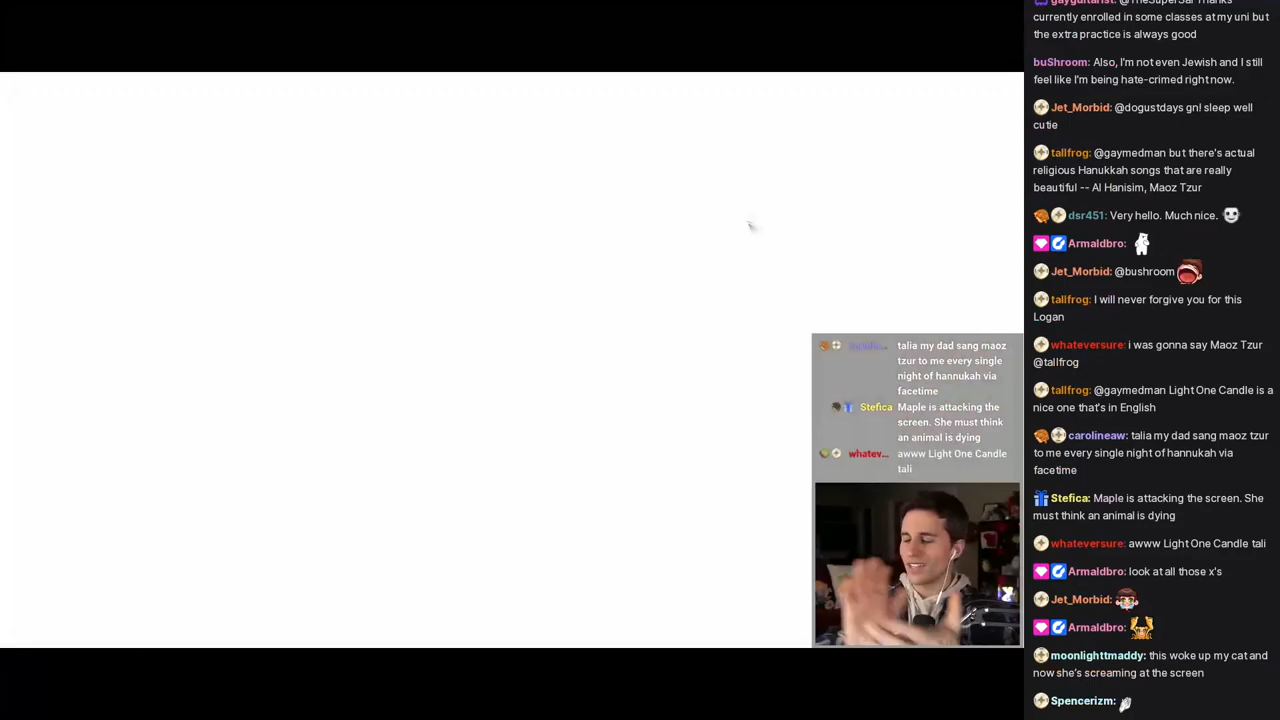 talia my dad sang maoz
tzur to me every single
night of hannukah via
facetime
Stefica Maple is attacking the
screen. She must think
an animal is dying
whatev... awww Light One Candle
tali
currently enrolled in some classes at my uni but
the extra practice is always good
buShroom: Also, I'm not even Jewish and I still
feel like I'm being hate-crimed right now.
Jet_Morbid: @dogustdays gn! sleep well
cutie
tallfrog: @gaymedman but there's actual
religious Hanukkah songs that are really
beautiful -- Al Hanisim, Maoz Tzur
dsr451: Very hello. Much nice.
Armaldbro:
Jet_Morbid: @bushroom
tallfrog: I will never forgive you for this
Logan
whateversure: i was gonna say Maoz Tzur
@tallfrog
tallfrog: @gaymedman Light One Candle is a
nice one that's in English
carolineaw: talia my dad sang maoz tzur
to me every single night of hannukah via
facetime
Stefica: Maple is attacking the screen. She
must think an animal is dying
whateversure: awww Light One Candle tali
Armaldbro: look at all those x's
Jet_Morbid:
Armaldbro:
moonlighttmaddy: this woke up my cat and
now she's screaming at the screen
Spencerizm: